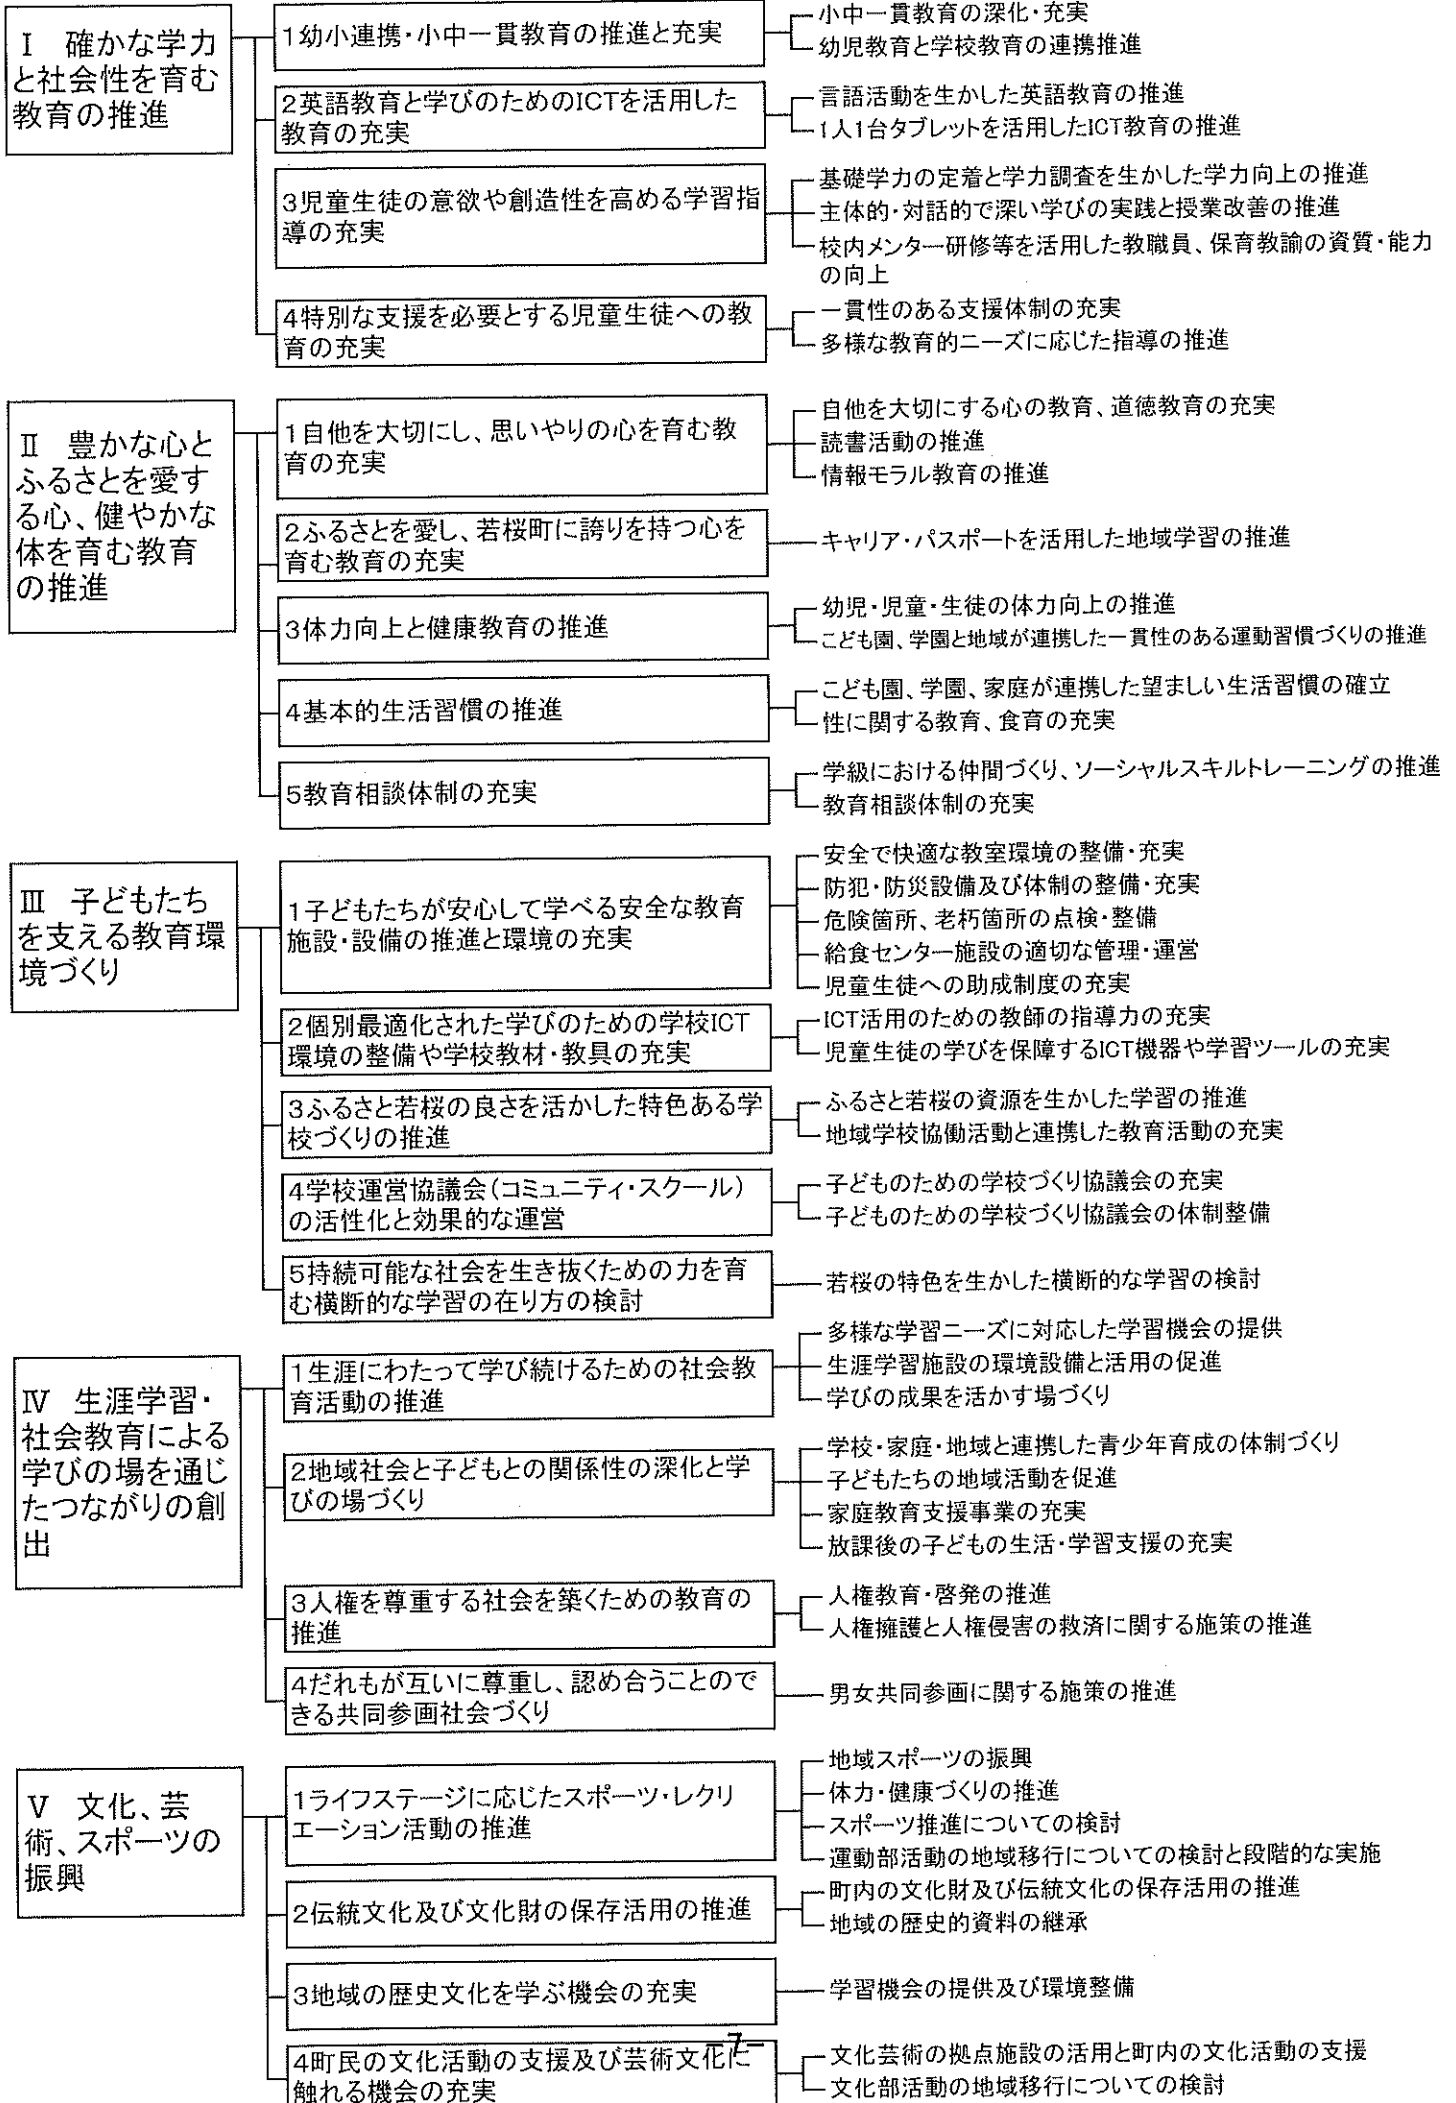 Ⅰ　確かな学力
と社会性を育む
教育の推進
1幼小連携・小中一貫教育の推進と充実
小中一貫教育の深化・充実
幼児教育と学校教育の連携推進
2英語教育と学びのためのICTを活用した
教育の充実
言語活動を生かした英語教育の推進
1人1台タブレットを活用したICT教育の推進
3児童生徒の意欲や創造性を高める学習指
導の充実
基礎学力の定着と学力調査を生かした学力向上の推進
主体的・対話的で深い学びの実践と授業改善の推進
校内メンター研修等を活用した教職員、保育教諭の資質・能力
の向上
4特別な支援を必要とする児童生徒への教
育の充実
一貫性のある支援体制の充実
多様な教育的ニーズに応じた指導の推進
Ⅱ　豊かな心と
ふるさとを愛す
る心、健やかな
体を育む教育
の推進
1自他を大切にし、思いやりの心を育む教
育の充実
自他を大切にする心の教育、道徳教育の充実
読書活動の推進
情報モラル教育の推進
2ふるさとを愛し、若桜町に誇りを持つ心を
育む教育の充実
キャリア・パスポートを活用した地域学習の推進
3体力向上と健康教育の推進
幼児・児童・生徒の体力向上の推進
こども園、学園と地域が連携した一貫性のある運動習慣づくりの推進
4基本的生活習慣の推進
こども園、学園、家庭が連携した望ましい生活習慣の確立
性に関する教育、食育の充実
5教育相談体制の充実
学級における仲間づくり、ソーシャルスキルトレーニングの推進
教育相談体制の充実
Ⅲ　子どもたち
を支える教育環
境づくり
1子どもたちが安心して学べる安全な教育
施設・設備の推進と環境の充実
安全で快適な教室環境の整備・充実
防犯・防災設備及び体制の整備・充実
危険箇所、老朽箇所の点検・整備
給食センター施設の適切な管理・運営
児童生徒への助成制度の充実
2個別最適化された学びのための学校ICT
環境の整備や学校教材・教具の充実
ICT活用のための教師の指導力の充実
児童生徒の学びを保障するICT機器や学習ツールの充実
3ふるさと若桜の良さを活かした特色ある学
校づくりの推進
ふるさと若桜の資源を生かした学習の推進
地域学校協働活動と連携した教育活動の充実
4学校運営協議会（コミュニティ・スクール）
の活性化と効果的な運営
子どものための学校づくり協議会の充実
子どものための学校づくり協議会の体制整備
5持続可能な社会を生き抜くための力を育
む横断的な学習の在り方の検討
若桜の特色を生かした横断的な学習の検討
Ⅳ　生涯学習・
社会教育による
学びの場を通じ
たつながりの創
出
1生涯にわたって学び続けるための社会教
育活動の推進
多様な学習ニーズに対応した学習機会の提供
生涯学習施設の環境設備と活用の促進
学びの成果を活かす場づくり
2地域社会と子どもとの関係性の深化と学
びの場づくり
学校・家庭・地域と連携した青少年育成の体制づくり
子どもたちの地域活動を促進
家庭教育支援事業の充実
放課後の子どもの生活・学習支援の充実
3人権を尊重する社会を築くための教育の
推進
人権教育・啓発の推進
人権擁護と人権侵害の救済に関する施策の推進
4だれもが互いに尊重し、認め合うことので
きる共同参画社会づくり
男女共同参画に関する施策の推進
Ⅴ　文化、芸
術、スポーツの
振興
1ライフステージに応じたスポーツ・レクリ
エーション活動の推進
地域スポーツの振興
体力・健康づくりの推進
スポーツ推進についての検討
運動部活動の地域移行についての検討と段階的な実施
2伝統文化及び文化財の保存活用の推進
町内の文化財及び伝統文化の保存活用の推進
地域の歴史的資料の継承
3地域の歴史文化を学ぶ機会の充実
学習機会の提供及び環境整備
4町民の文化活動の支援及び芸術文化に
触れる機会の充実
文化芸術の拠点施設の活用と町内の文化活動の支援
文化部活動の地域移行についての検討
-7-